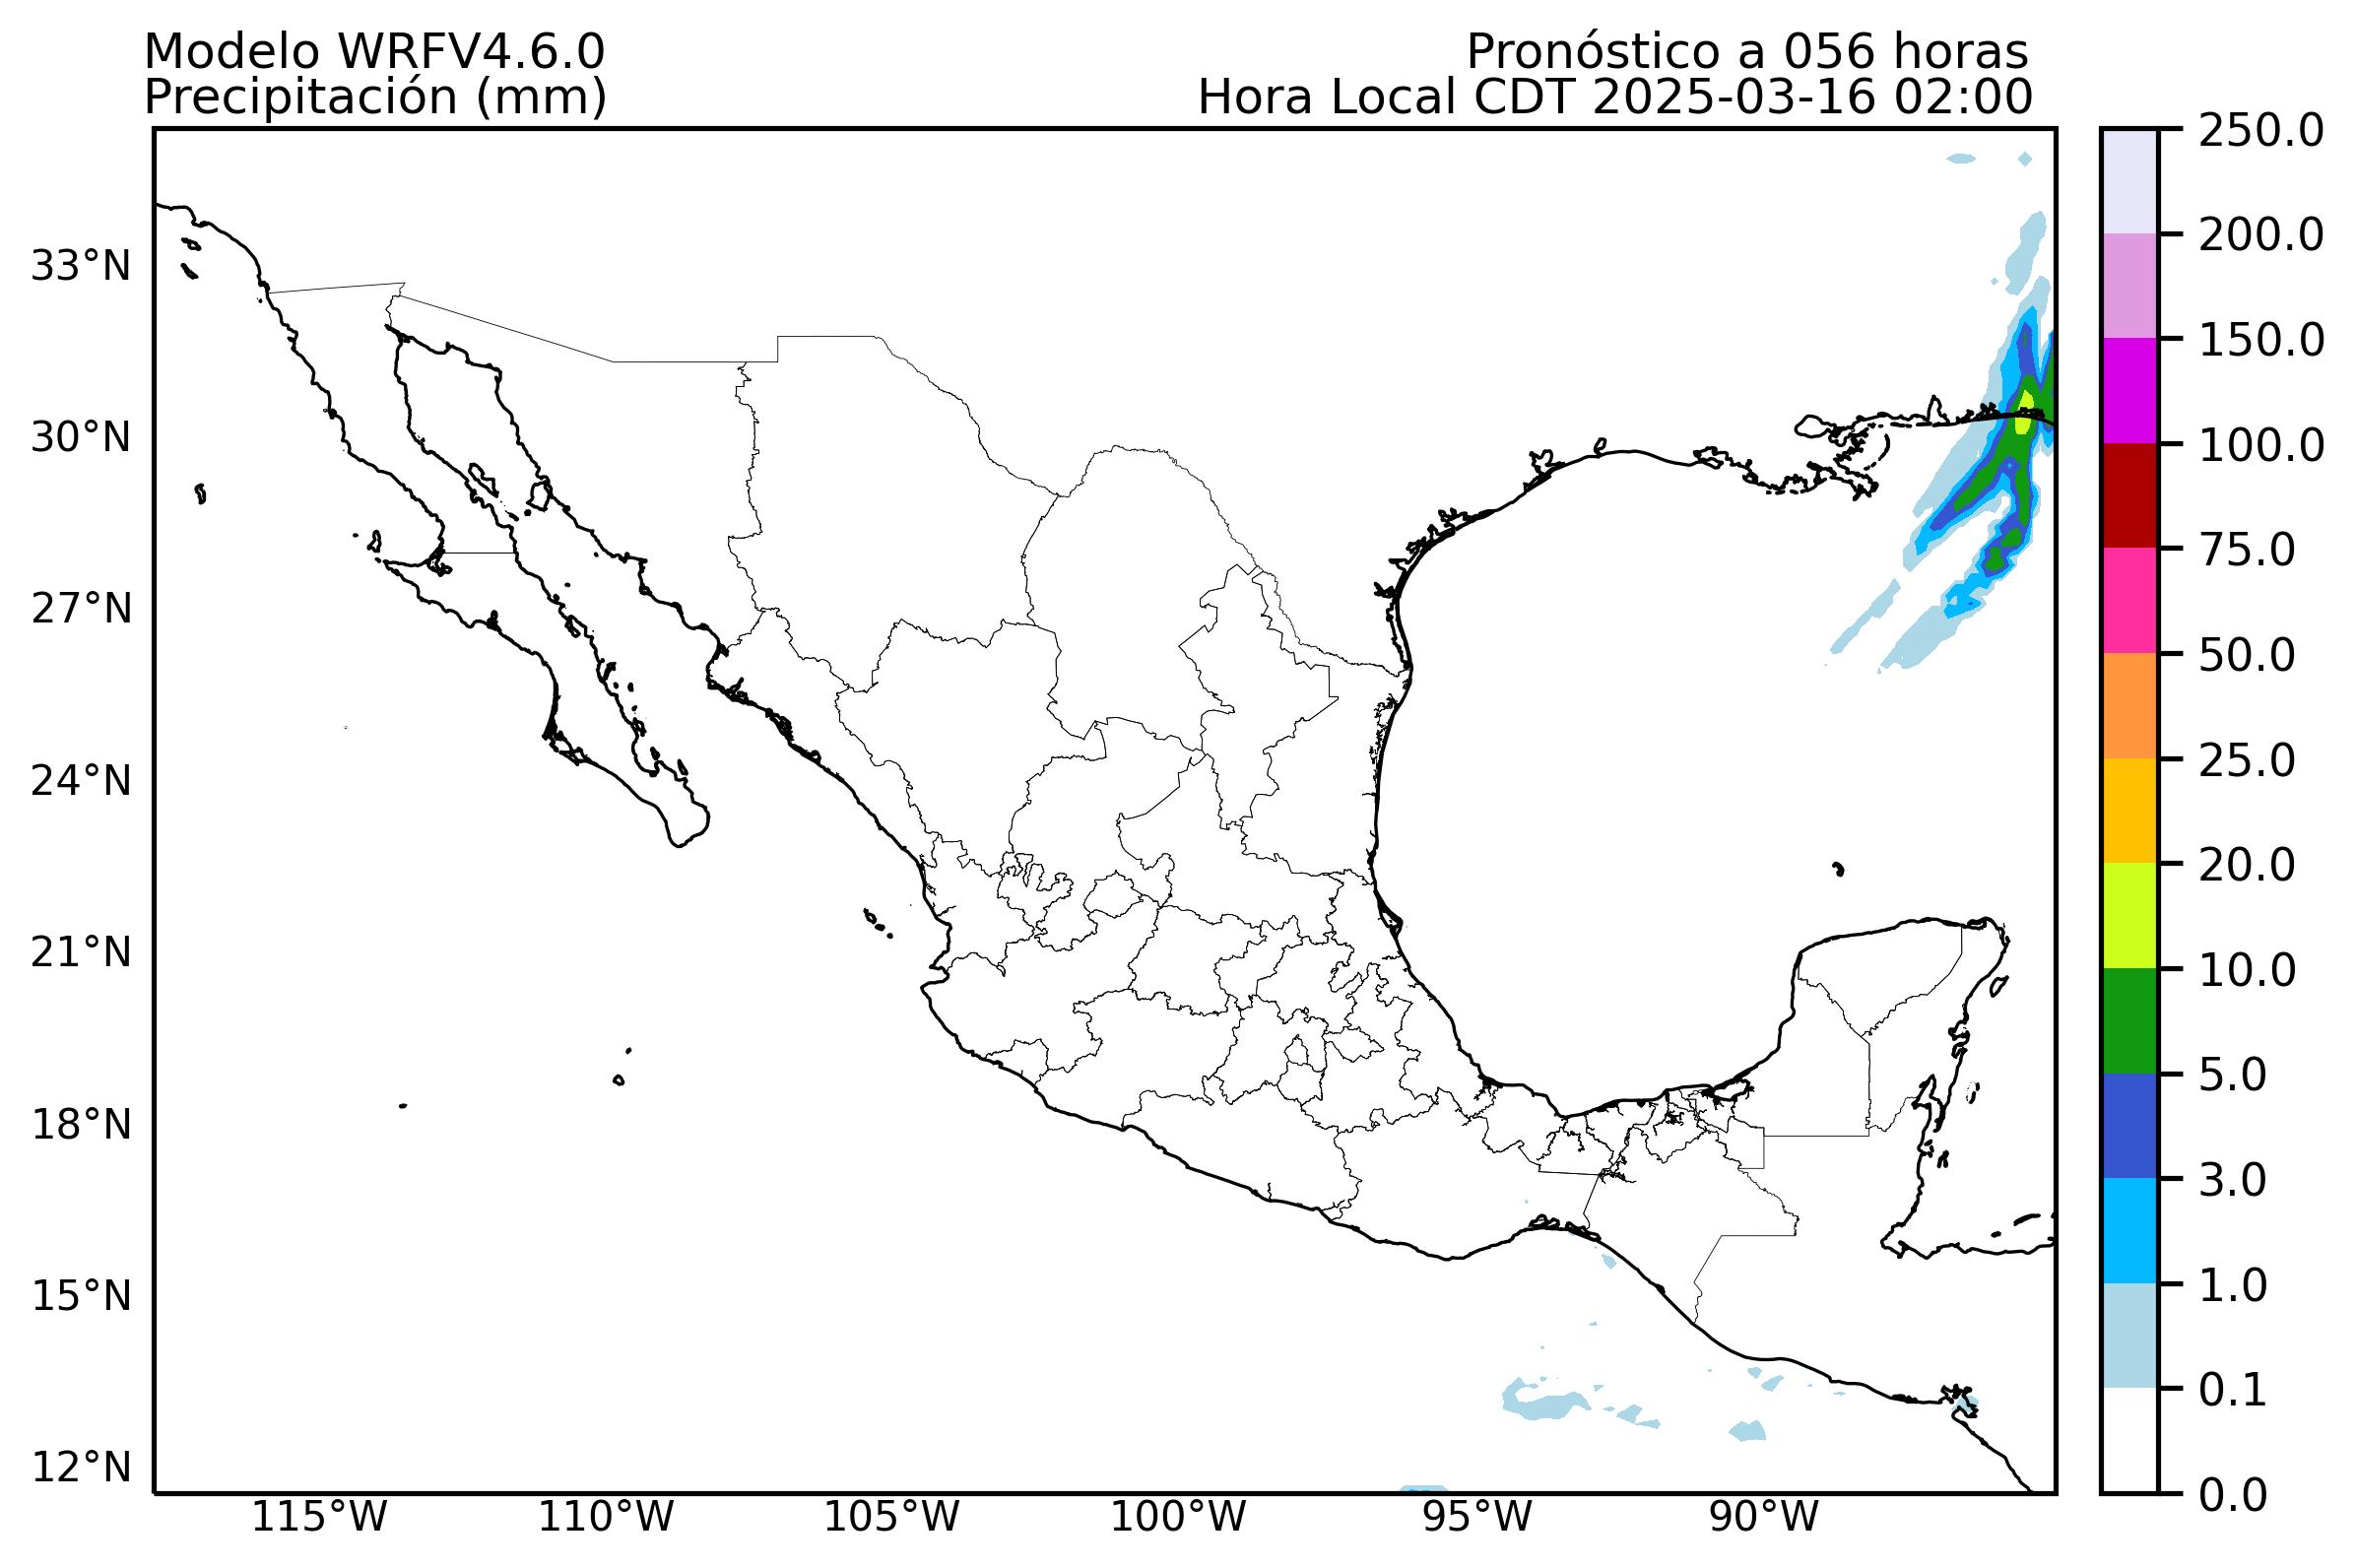 Modelo WRFV4.6.0
Precipitación (mm)
Pronóstico a 056 horas
Hora Local CDT 2025-03-16 02:00
33°N
30°N
27°N
24°N
21°N
18°N
15°N
12°N
115°W
110°W
105°W
100°W
95°W
90°W
250.0
200.0
150.0
100.0
75.0
50.0
25.0
20.0
10.0
5.0
3.0
1.0
0.1
0.0